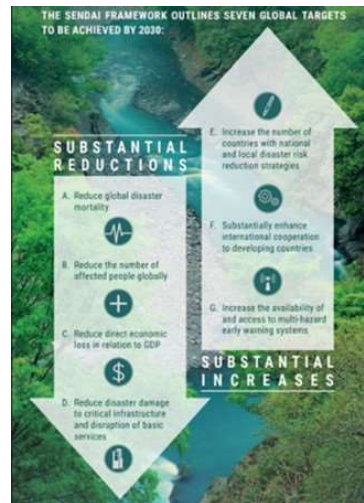 THE SENDAI FRAMEWORK OUTLINES SEVEN GLOBAL TARGETS
TO BE ACHIEVED BY 2030:
SUBSTANTIAL
REDUCTIONS
A. Reduce global disaster
mortality
B. Reduce the number of
affected people globally
C. Reduce direct economic
loss in relation to GDP
$
D. Reduce disaster damage
to critical infrastructure
and disruption of basic
services
E. Increase the number of
countries with national
and local disaster risk
reduction strategies
F. Substantially enhance
international cooperation
to developing countries
G. Increase the availability of
and access to multi-hazard
early warning systems
SUBSTANTIAL
INCREASES